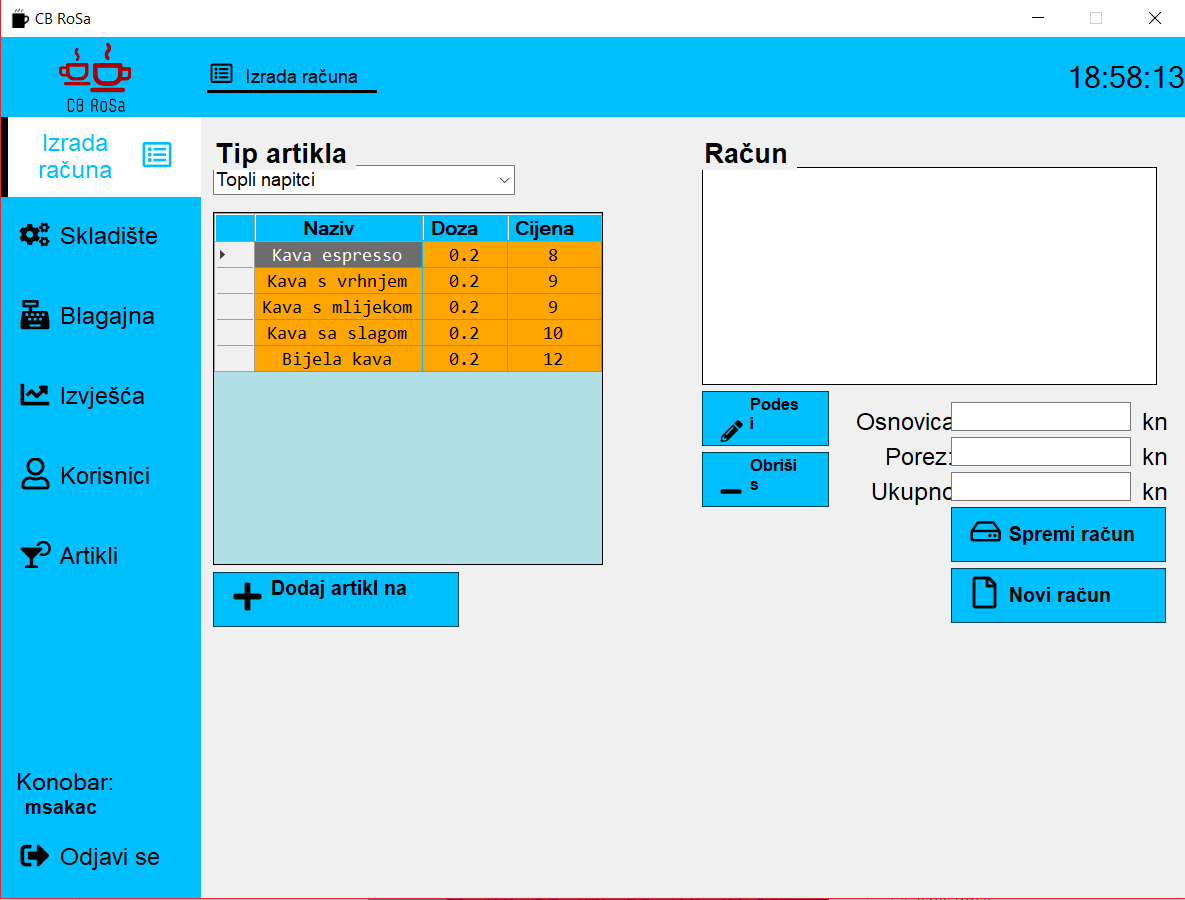 CB RoSa
CB RoSa
Izrada računa
18:58:13
Izrada
računa
Skladište
Blagajna
Izvješća
Korisnici
Artikli
Konobar:
msakac
Odjavi se
Tip artikla
Topli napitci
Naziv Doza Cijena
Kava espresso 0.2 8
Kava s vrhnjem 0.2 9
Kava s mlijekom 0.2 9
Kava sa slagom 0.2 10
Bijela kava 0.2 12
Dodaj artikl na
Račun
Podes
i
Obriši
s
Osnovica kn
Porez: kn
Ukupno kn
Spremi račun
Novi račun